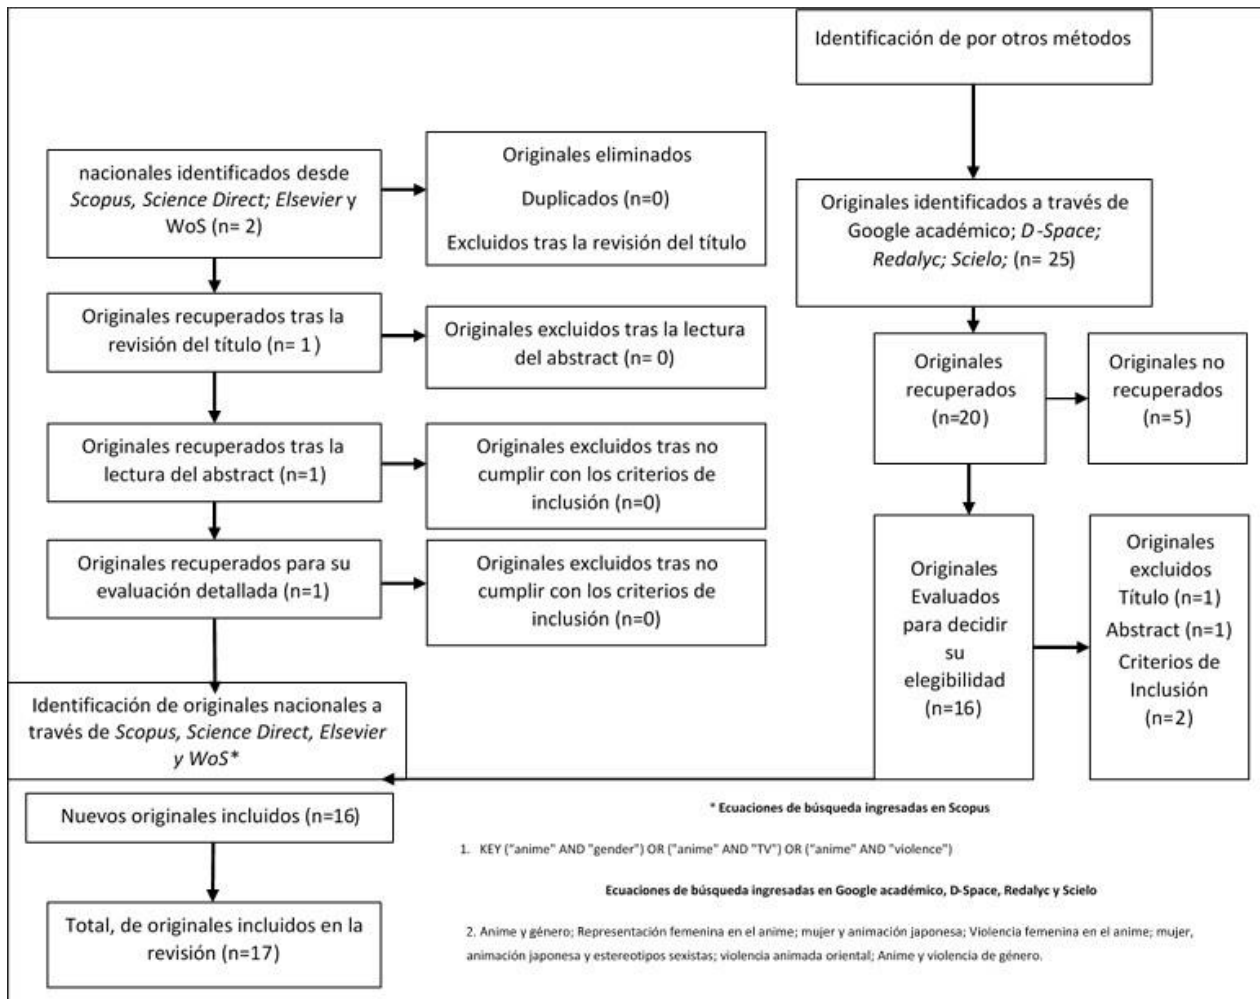 Identificación de por otros métodos
nacionales identificados desde
Scopus, Science Direct; Elsevier y
WoS (n= 2)
Originales eliminados
Duplicados (n=0)
Excluidos tras la revisión del título
Originales identificados a través de
Google académico; D-Space;
Redalyc; Scielo; (n= 25)
Originales recuperados tras la
revisión del título (n= 1)
Originales excluidos tras la lectura
del abstract (n= 0)
Originales
recuperados
(n=20)
Originales no
recuperados
(n=5)
Originales recuperados tras la
lectura del abstract (n=1)
Originales excluidos tras no
cumplir con los criterios de
inclusión (n=0)
Originales recuperados para su
evaluación detallada (n=1)
Originales excluidos tras no
cumplir con los criterios de
inclusión (n=0)
Originales
Evaluados
para decidir
su
elegibilidad
(n=16)
Originales
excluidos
Título (n=1)
Abstract (n=1)
Criterios de
Inclusión
(n=2)
Identificación de originales nacionales a
través de Scopus, Science Direct, Elsevier
y WoS*
Nuevos originales incluidos (n=16)
Total, de originales incluidos en la
revisión (n=17)
* Ecuaciones de búsqueda ingresadas en Scopus
1. KEY ("anime" AND "gender") OR ("anime" AND "TV") OR ("anime" AND "violence")
Ecuaciones de búsqueda ingresadas en Google académico, D-Space, Redalyc y Scielo
2. Anime y género; Representación femenina en el anime; mujer y animación japonesa; Violencia femenina en el anime; mujer,
animación japonesa y estereotipos sexistas; violencia animada oriental; Anime y violencia de género.